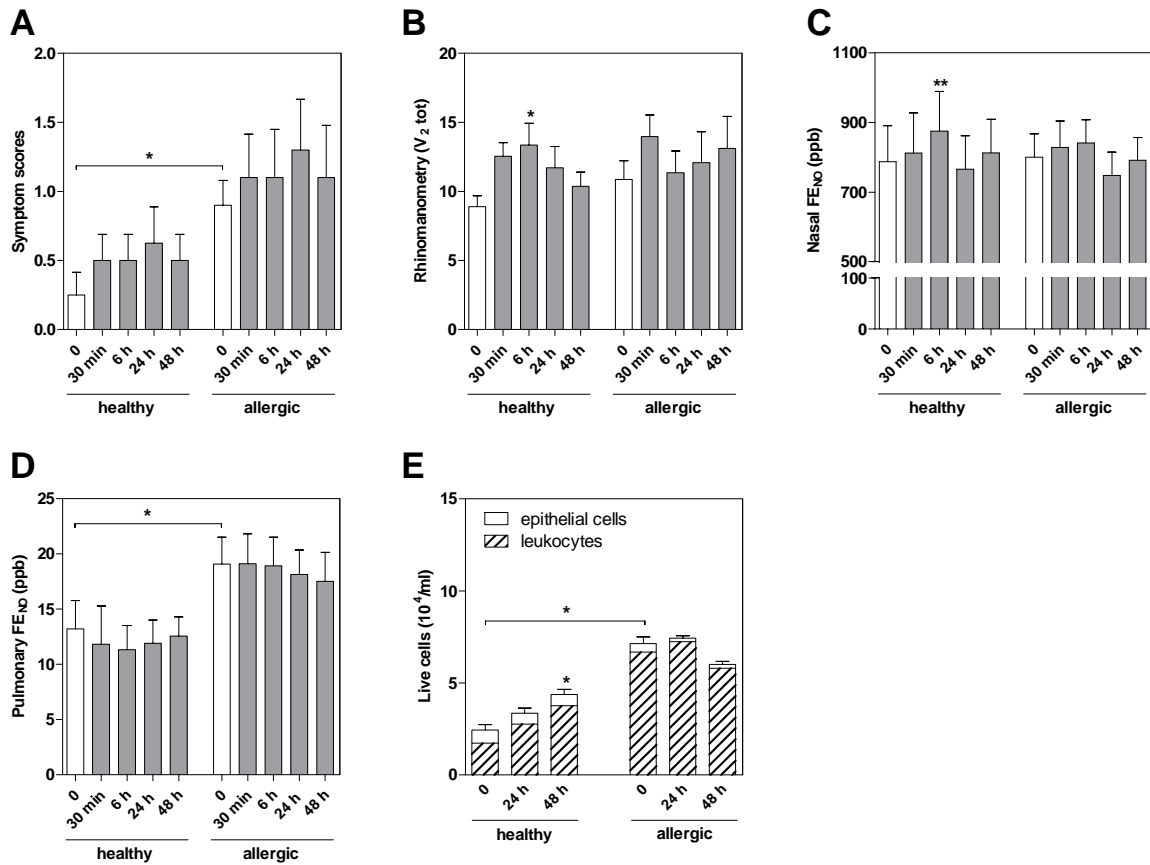 A
Symptom scores
2.0
1.5
1.0
0.5
0.0
*
0
30 min
6 h
24 h
48 h
0
30 min
6 h
24 h
48 h
healthy
allergic
B
Rhinomanometry (V₂ tot)
20
15
10
5
0
*
0
30 min
6 h
24 h
48 h
0
30 min
6 h
24 h
48 h
healthy
allergic
C
Nasal FE_NO (ppb)
1100
900
700
500
100
0
**
0
30 min
6 h
24 h
48 h
0
30 min
6 h
24 h
48 h
healthy
allergic
D
Pulmonary FE_NO (ppb)
25
20
15
10
5
0
*
0
30 min
6 h
24 h
48 h
0
30 min
6 h
24 h
48 h
healthy
allergic
E
Live cells (10⁴/ml)
15
10
5
0
epithelial cells
leukocytes
*
*
0
24 h
48 h
0
24 h
48 h
healthy
allergic